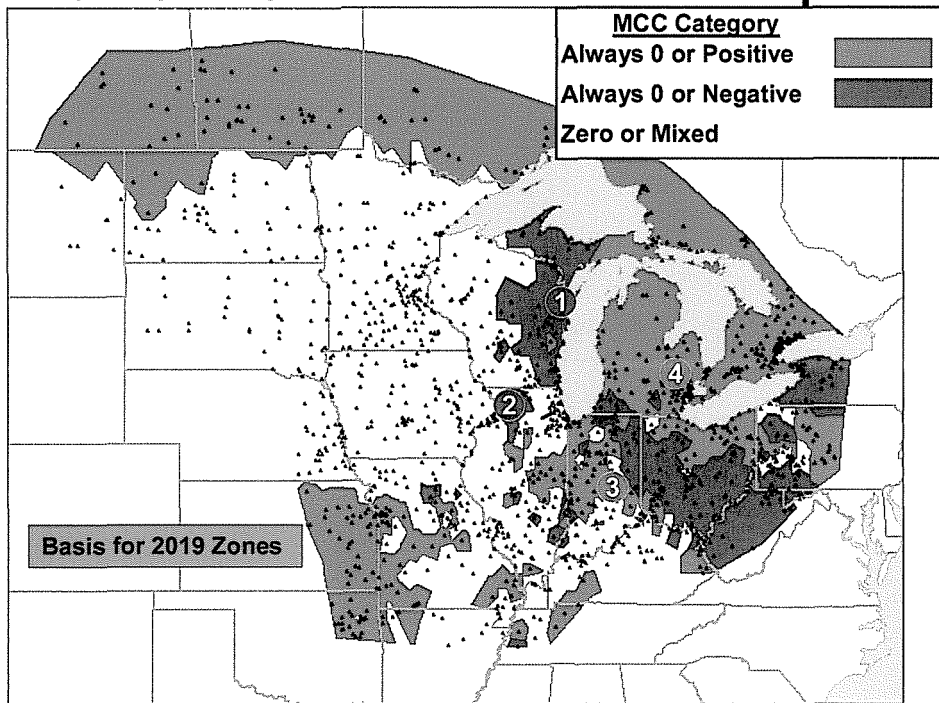 MCC Category
Always 0 or Positive
Always 0 or Negative
Zero or Mixed
1
4
2
3
Basis for 2019 Zones